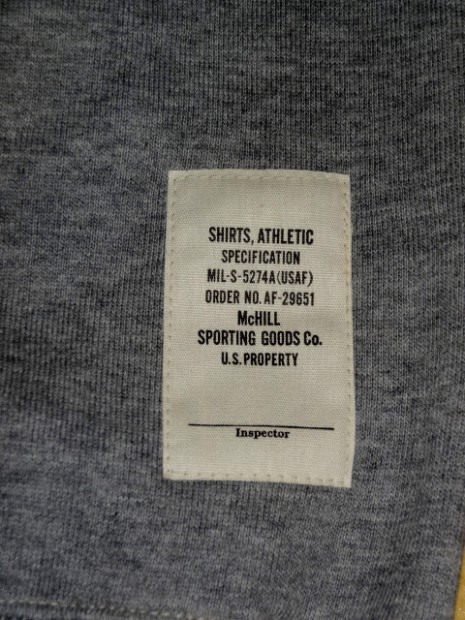 SHIRTS, ATHLETIC
SPECIFICATION
MIL-S-5274A(USAF)
ORDER NO. AF-29651
McHILL
SPORTING GOODS Co.
U.S. PROPERTY
Inspector